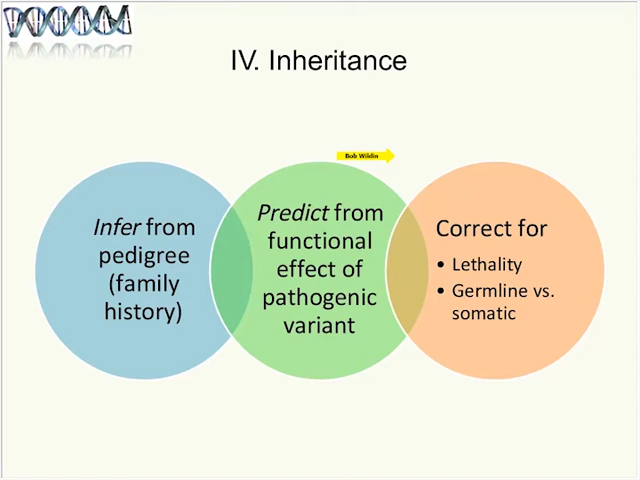 IV. Inheritance
Bob Wildin
Infer from
pedigree
(family
history)
Predict from
functional
effect of
pathogenic
variant
Correct for
• Lethality
• Germline vs.
somatic